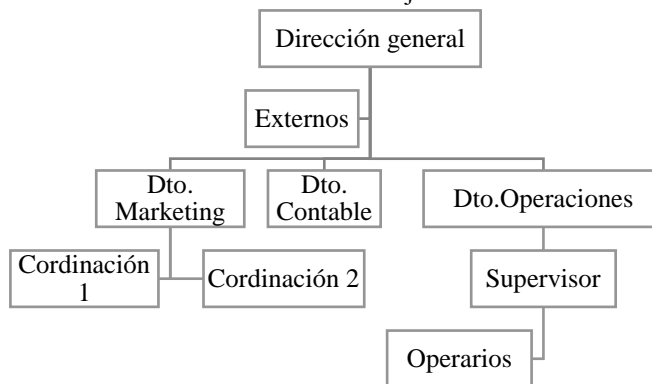 Dirección general
Externos
Dto.
Marketing
Dto.
Contable
Dto.Operaciones
Cordinación
1
Cordinación 2
Supervisor
Operarios